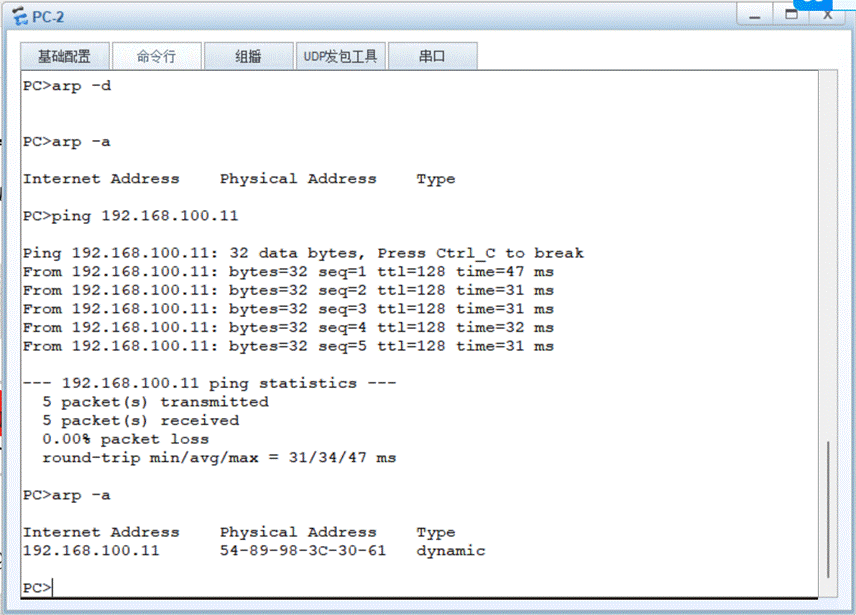 PC-2
基础配置 命令行 组播 UDP发包工具 串口
PC>arp -d
PC>arp -a
Internet Address Physical Address Type
PC>ping 192.168.100.11
Ping 192.168.100.11: 32 data bytes, Press Ctrl_C to break
From 192.168.100.11: bytes=32 seq=1 ttl=128 time=47 ms
From 192.168.100.11: bytes=32 seq=2 ttl=128 time=31 ms
From 192.168.100.11: bytes=32 seq=3 ttl=128 time=31 ms
From 192.168.100.11: bytes=32 seq=4 ttl=128 time=32 ms
From 192.168.100.11: bytes=32 seq=5 ttl=128 time=31 ms
--- 192.168.100.11 ping statistics ---
5 packet(s) transmitted
5 packet(s) received
0.00% packet loss
round-trip min/avg/max = 31/34/47 ms
PC>arp -a
Internet Address Physical Address Type
192.168.100.11 54-89-98-3C-30-61 dynamic
PC>